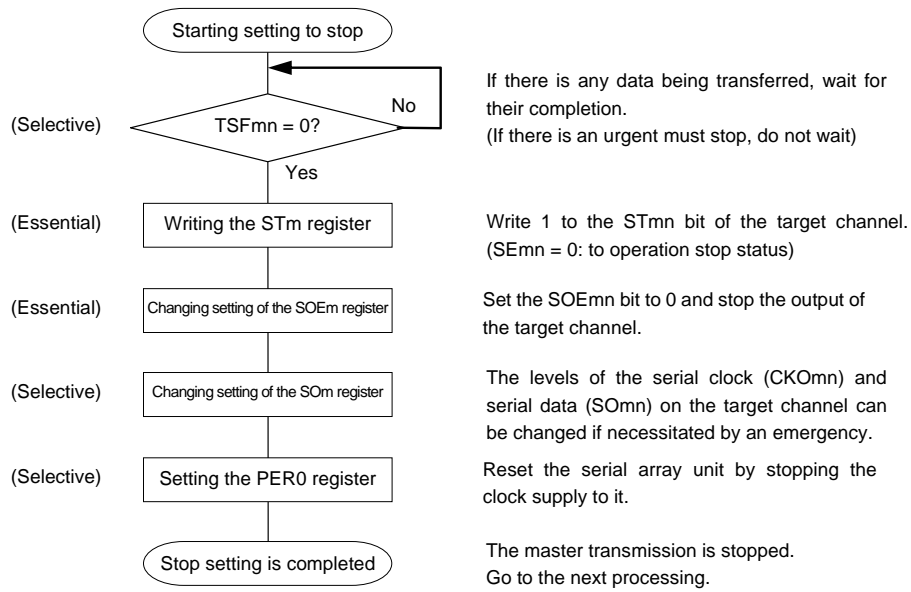 Starting setting to stop
If there is any data being transferred, wait for
their completion.
(If there is an urgent must stop, do not wait)
(Selective)
TSFmn = 0?
No
Yes
(Essential)
Writing the STm register
Write 1 to the STmn bit of the target channel.
(SEmn = 0: to operation stop status)
(Essential)
Changing setting of the SOEm register
Set the SOEmn bit to 0 and stop the output of
the target channel.
(Selective)
Changing setting of the SOm register
The levels of the serial clock (CKOmn) and
serial data (SOmn) on the target channel can
be changed if necessitated by an emergency.
(Selective)
Setting the PER0 register
Reset the serial array unit by stopping the
clock supply to it.
Stop setting is completed
The master transmission is stopped.
Go to the next processing.